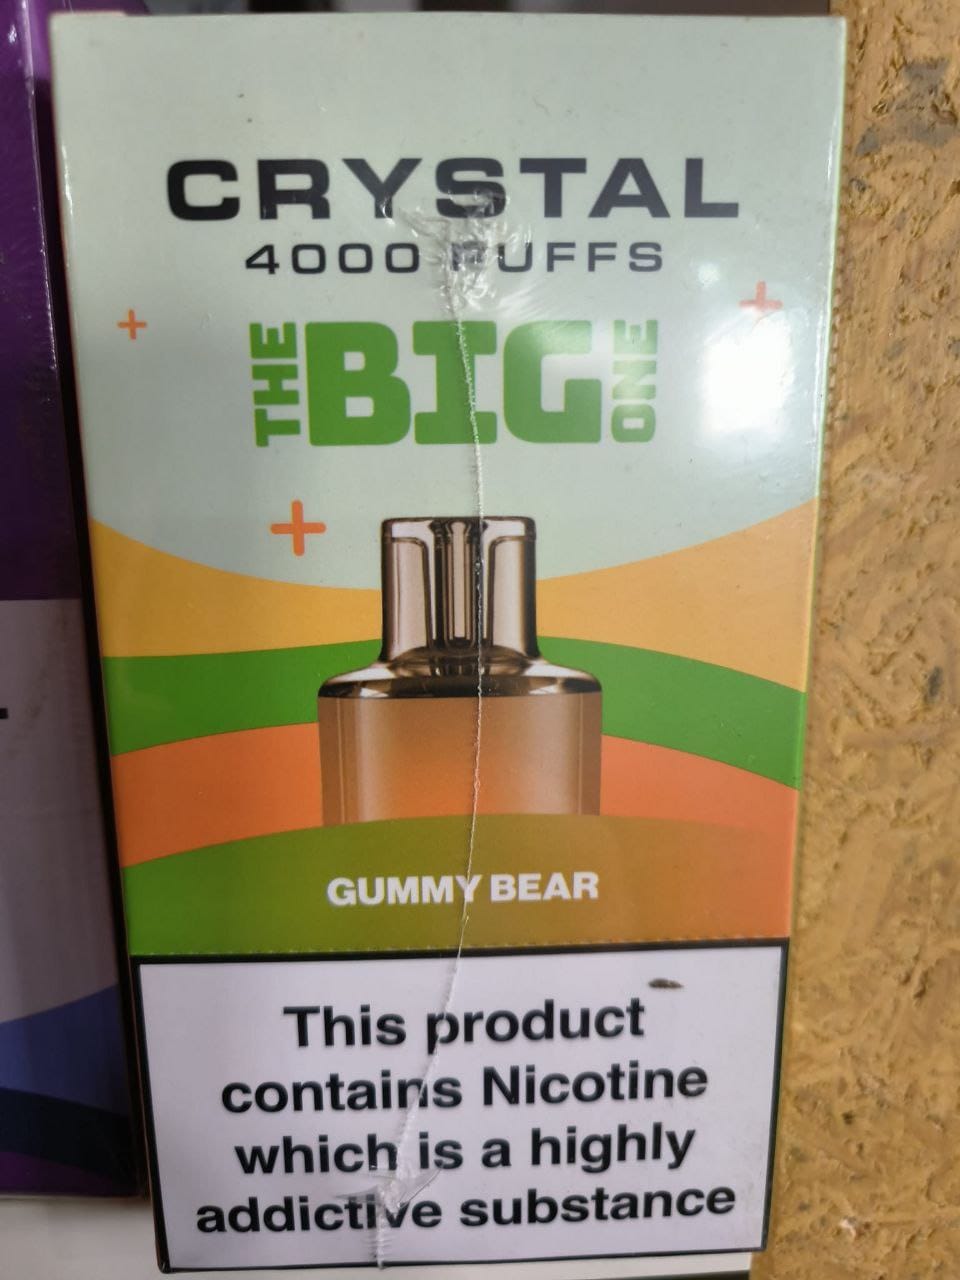 CRYSTAL
4000 PUFFS
THE BIG ONE
GUMMY BEAR
This product
contains Nicotine
which is a highly
addictive substance